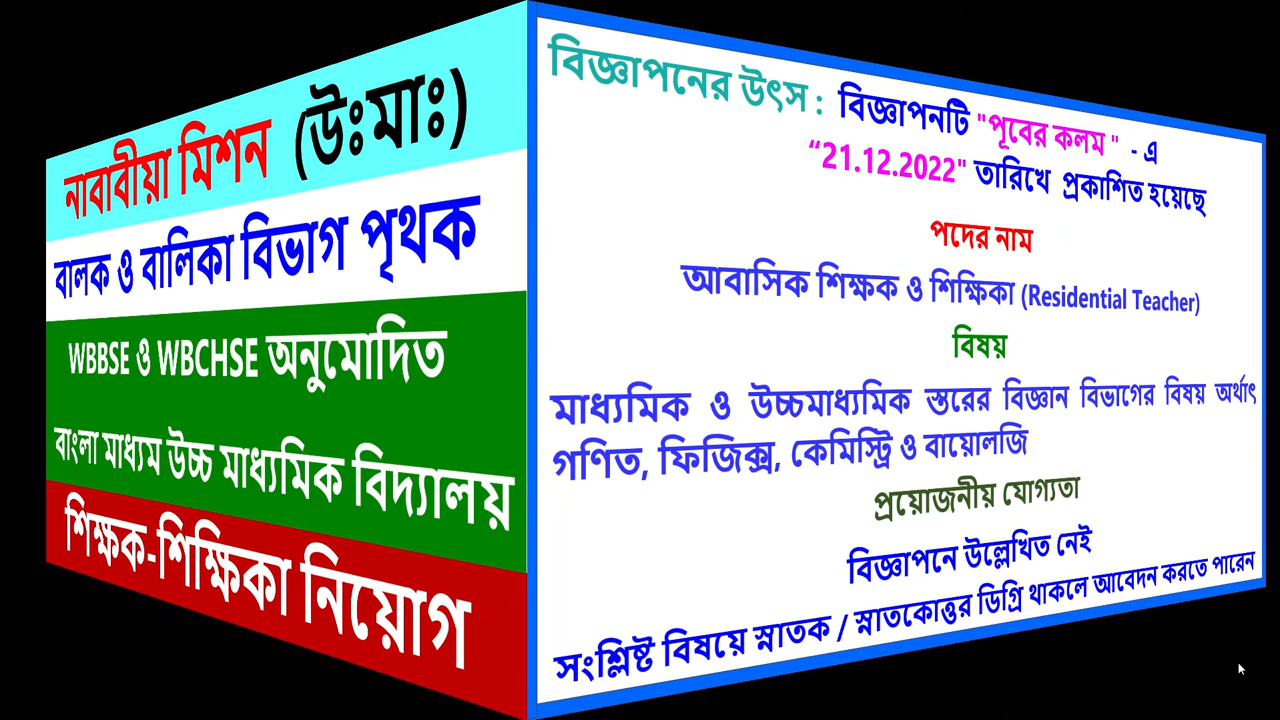 নাবাবীয়া মিশন (উঃমাঃ)
বালক ও বালিকা বিভাগ পৃথক
WBBSE ও WBCHSE অনুমোদিত
বাংলা মাধ্যম উচ্চ মাধ্যমিক বিদ্যালয়
শিক্ষক-শিক্ষিকা নিয়োগ
বিজ্ঞাপনের উৎস : বিজ্ঞাপনটি "পূবের কলম " - এ
“21.12.2022" তারিখে প্রকাশিত হয়েছে
পদের নাম
আবাসিক শিক্ষক ও শিক্ষিকা (Residential Teacher)
বিষয়
মাধ্যমিক ও উচ্চমাধ্যমিক স্তরের বিজ্ঞান বিভাগের বিষয় অর্থাৎ
গণিত, ফিজিক্স, কেমিস্ট্রি ও বায়োলজি
প্রয়োজনীয় যোগ্যতা
বিজ্ঞাপনে উল্লেখিত নেই
সংশ্লিষ্ট বিষয়ে স্নাতক / স্নাতকোত্তর ডিগ্রি থাকলে আবেদন করতে পারেন